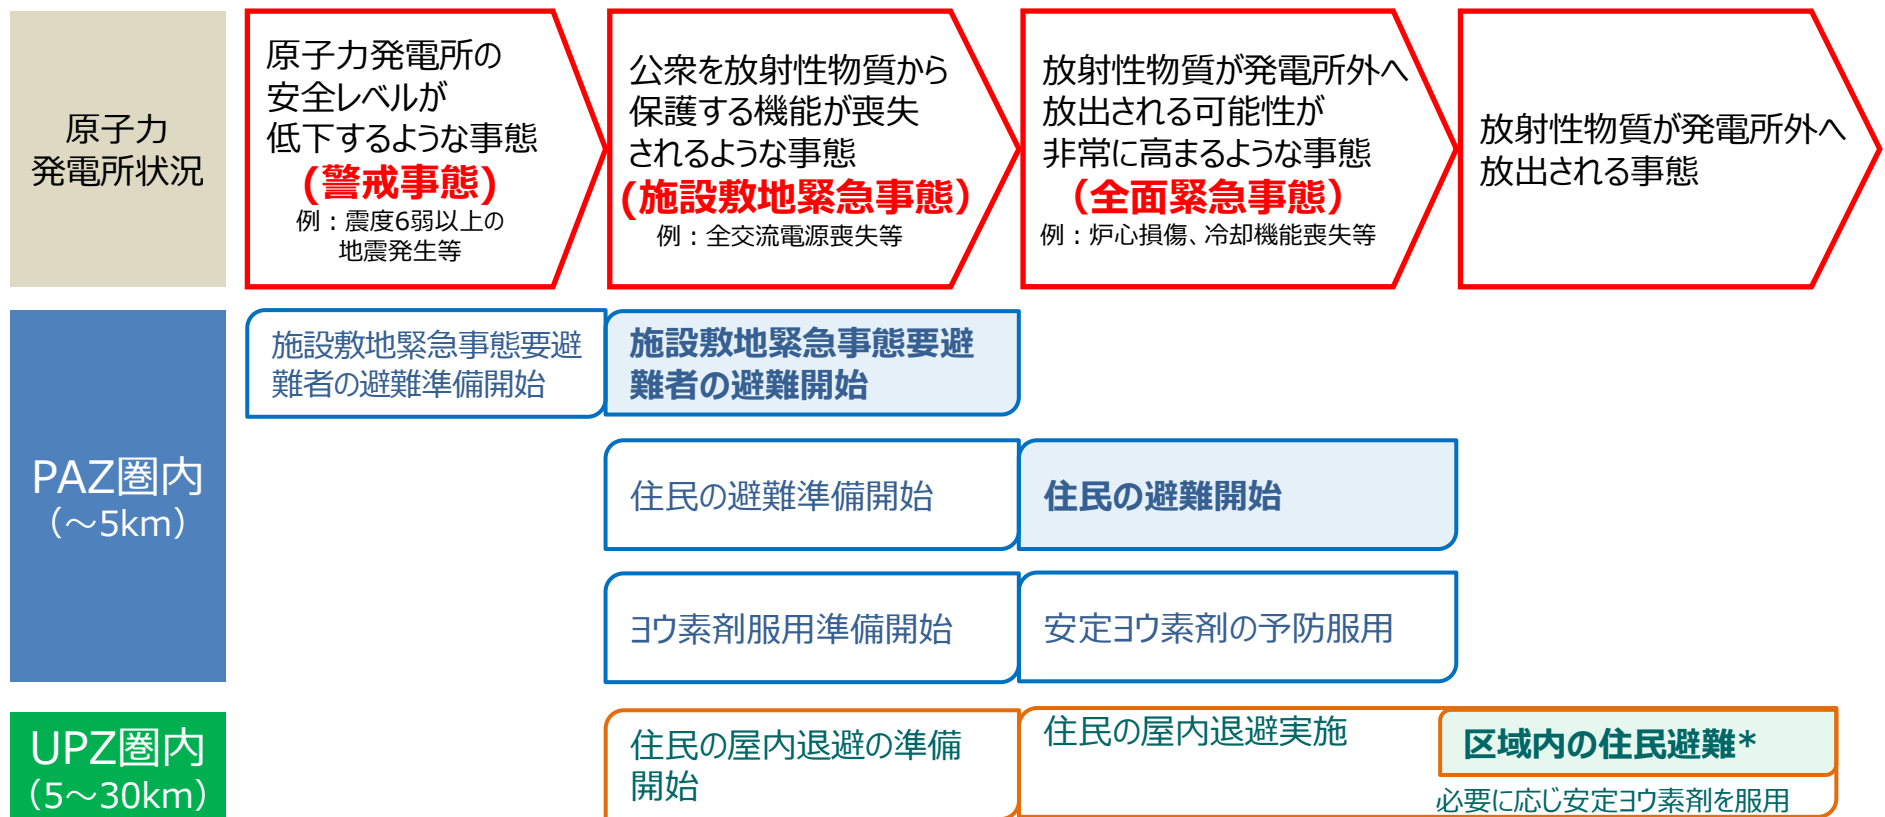 原子力
発電所状況
原子力発電所の
安全レベルが
低下するような事態
(警戒事態)
例：震度6弱以上の
地震発生等
公衆を放射性物質から
保護する機能が喪失
されるような事態
(施設敷地緊急事態）
例：全交流電源喪失等
放射性物質が発電所外へ
放出される可能性が
非常に高まるような事態
（全面緊急事態）
例：炉心損傷、冷却機能喪失等
放射性物質が発電所外へ
放出される事態
PAZ圏内
（～5km）
施設敷地緊急事態要避
難者の避難準備開始
施設敷地緊急事態要避
難者の避難開始
住民の避難準備開始
住民の避難開始
ヨウ素剤服用準備開始
安定ヨウ素剤の予防服用
UPZ圏内
（5～30km）
住民の屋内退避の準備
開始
住民の屋内退避実施
区域内の住民避難*
必要に応じ安定ヨウ素剤を服用